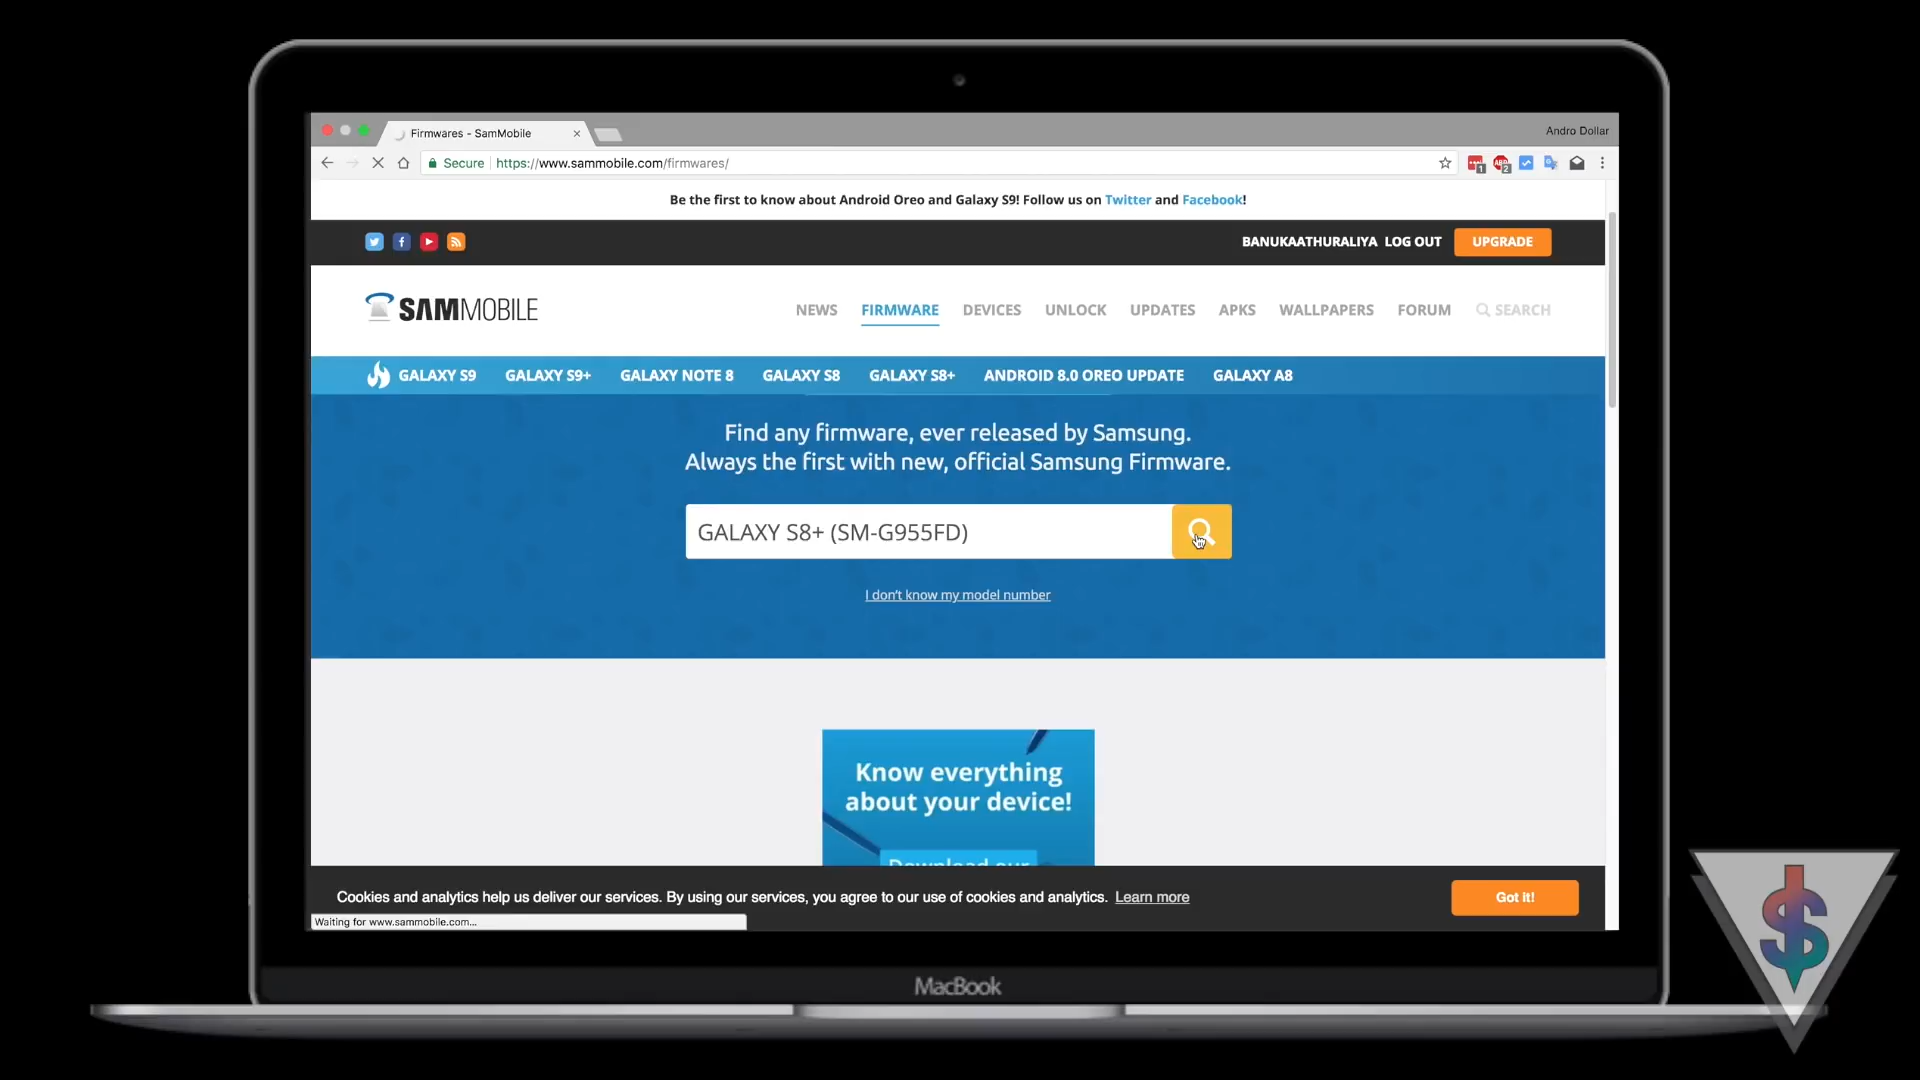 Firmwares - SamMobile
Andro Dollar
Secure
https://www.sammobile.com/firmwares/
1
ABP
2
Be the first to know about Android Oreo and Galaxy S9! Follow us on Twitter and Facebook!
BANUKAATHURALIYA LOG OUT UPGRADE
SAMMOBILE
NEWS FIRMWARE DEVICES UNLOCK UPDATES APKS WALLPAPERS FORUM SEARCH
GALAXY S9 GALAXY S9+ GALAXY NOTE 8 GALAXY S8 GALAXY S8+ ANDROID 8.0 OREO UPDATE GALAXY A8
Find any firmware, ever released by Samsung.
Always the first with new, official Samsung Firmware.
GALAXY S8+ (SM-G955FD)
I don't know my model number
Know everything
about your device!
Download our
Cookies and analytics help us deliver our services. By using our services, you agree to our use of cookies and analytics. Learn more
Got it!
Waiting for www.sammobile.com...
MacBook
$